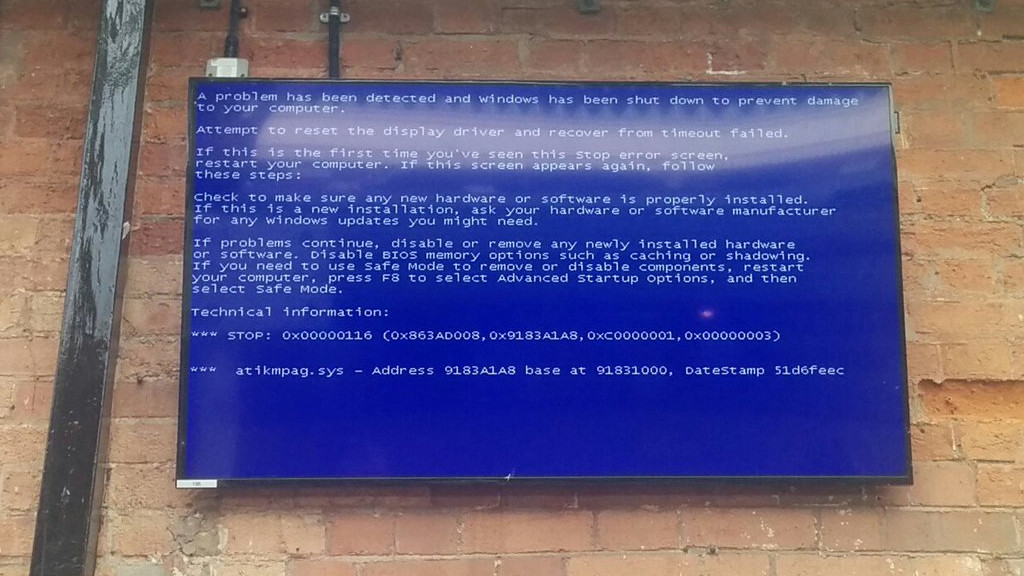 A problem has been detected and Windows has been shut down to prevent damage
to your computer.
Attempt to reset the display driver and recover from timeout failed.
If this is the first time you've seen this Stop error screen,
restart your computer. If this screen appears again, follow
these steps:
Check to make sure any new hardware or software is properly installed.
If this is a new installation, ask your hardware or software manufacturer
for any Windows updates you might need.
If problems continue, disable or remove any newly installed hardware
or software. Disable BIOS memory options such as caching or shadowing.
If you need to use Safe Mode to remove or disable components, restart
your computer, press F8 to select Advanced Startup Options, and then
select Safe Mode.
Technical information:
*** STOP: 0x00000116 (0x863AD008,0x9183A1A8,0xC0000001,0x00000003)
*** atikmpag.sys - Address 9183A1A8 base at 91831000, DateStamp 51d6feec